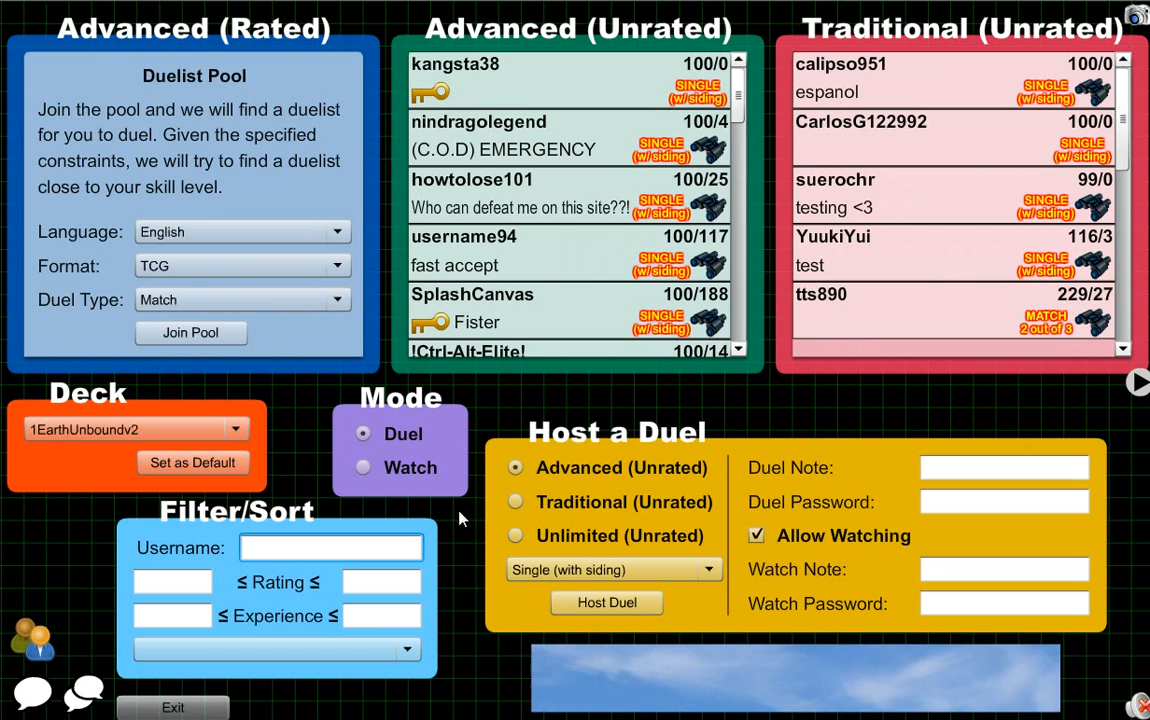 Advanced (Rated)
Duelist Pool
Join the pool and we will find a duelist
for you to duel. Given the specified
constraints, we will try to find a duelist
close to your skill level.
Language: English
Format: TCG
Duel Type: Match
Join Pool
Advanced (Unrated)
kangsta38 100/0
SINGLE
(w/ siding)
nindragolegend 100/4
(C.O.D) EMERGENCY SINGLE
(w/ siding)
howtolose101 100/25
Who can defeat me on this site??! SINGLE
(w/ siding)
username94 100/117
fast accept SINGLE
(w/ siding)
SplashCanvas 100/188
Fister SINGLE
(w/ siding)
!Ctrl-Alt-Elite! 100/14
Traditional (Unrated)
calipso951 100/0
espanol SINGLE
(w/ siding)
CarlosG122992 100/0
SINGLE
(w/ siding)
suerochr 99/0
testing <3 SINGLE
(w/ siding)
YuukiYui 116/3
test SINGLE
(w/ siding)
tts890 229/27
MATCH
2 out of 3
Deck
1EarthUnboundv2
Set as Default
Mode
Duel
Watch
Filter/Sort
Username:
≤ Rating ≤
≤ Experience ≤
Exit
Host a Duel
Advanced (Unrated)
Traditional (Unrated)
Unlimited (Unrated)
Single (with siding)
Host Duel
Duel Note:
Duel Password:
Allow Watching
Watch Note:
Watch Password: